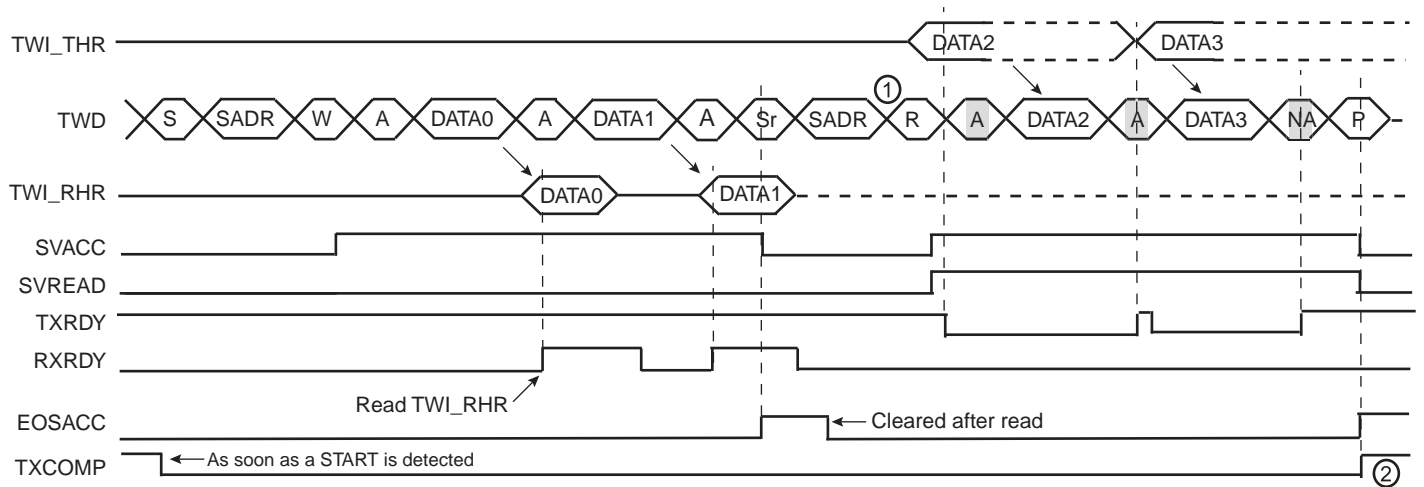 TWI_THR DATA2 DATA3
TWD S SADR W A DATA0 A DATA1 A Sr SADR 1 R A DATA2 A DATA3 NA P
TWI_RHR DATA0 DATA1
SVACC
SVREAD
TXRDY
RXRDY
Read TWI_RHR
EOSACC Cleared after read
TXCOMP As soon as a START is detected 2